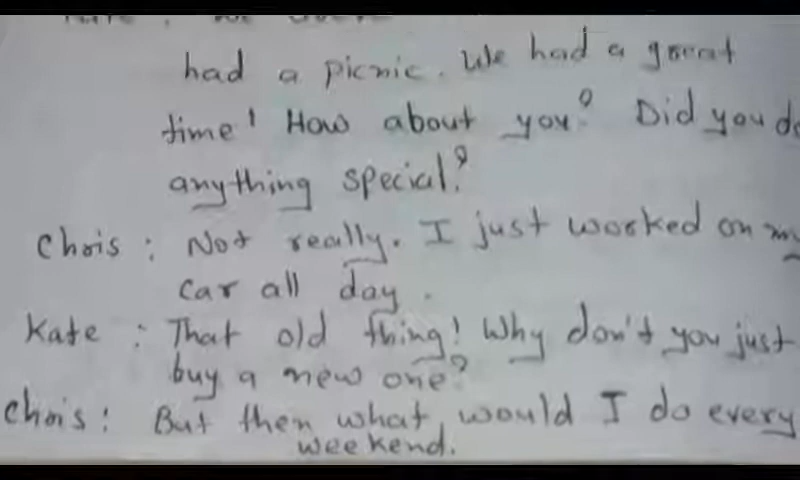 had a picnic. We had a great
time! How about you? Did you do
anything special?
Chris: Not really. I just worked on my
car all day.
Kate: That old thing! Why don't you just
buy a new one?
Chris: But then what would I do every
weekend.